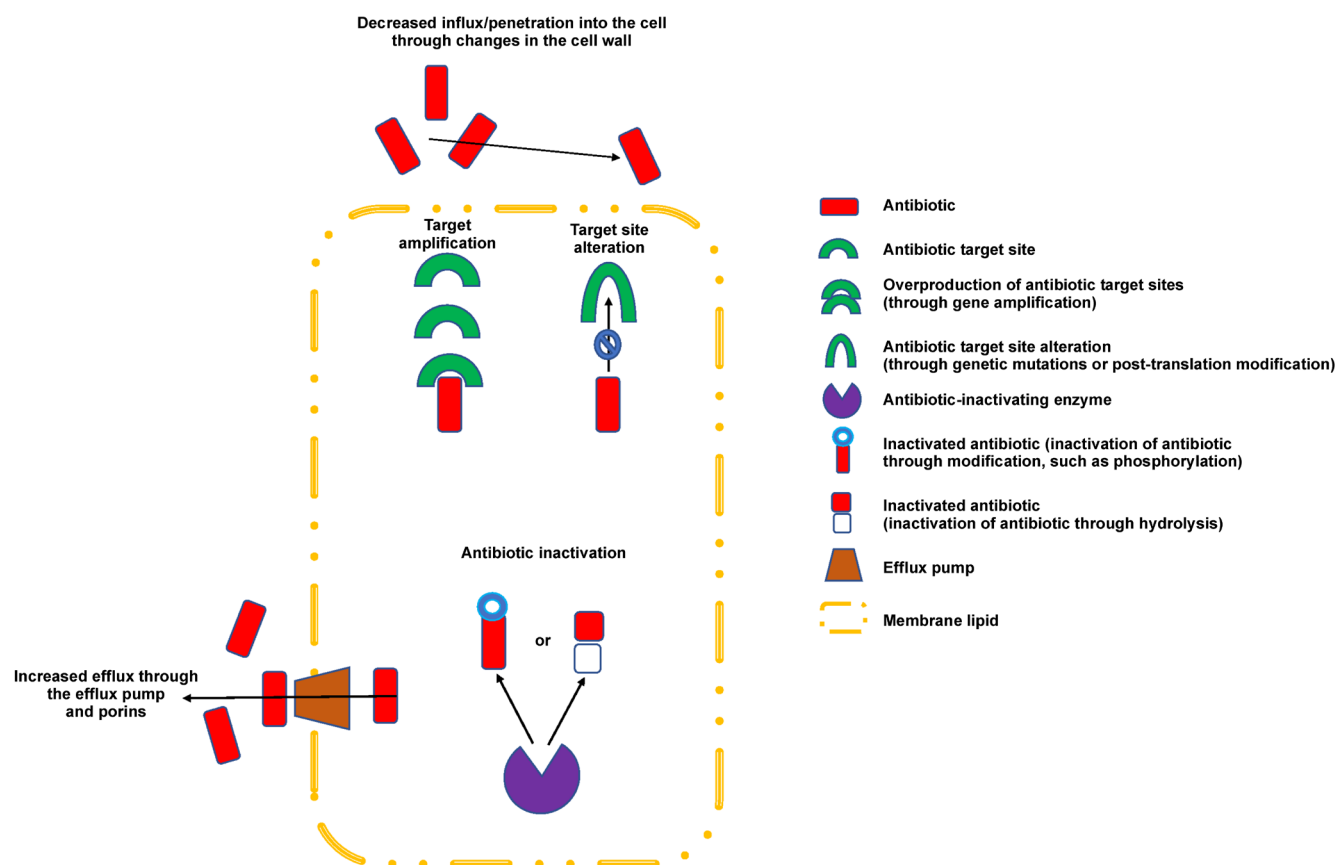 Decreased influx/penetration into the cell
through changes in the cell wall
Target
amplification
Target site
alteration
Antibiotic inactivation
or
Increased efflux through
the efflux pump
and porins
Antibiotic
Antibiotic target site
Overproduction of antibiotic target sites
(through gene amplification)
Antibiotic target site alteration
(through genetic mutations or post-translation modification)
Antibiotic-inactivating enzyme
Inactivated antibiotic (inactivation of antibiotic
through modification, such as phosphorylation)
Inactivated antibiotic
(inactivation of antibiotic through hydrolysis)
Efflux pump
Membrane lipid